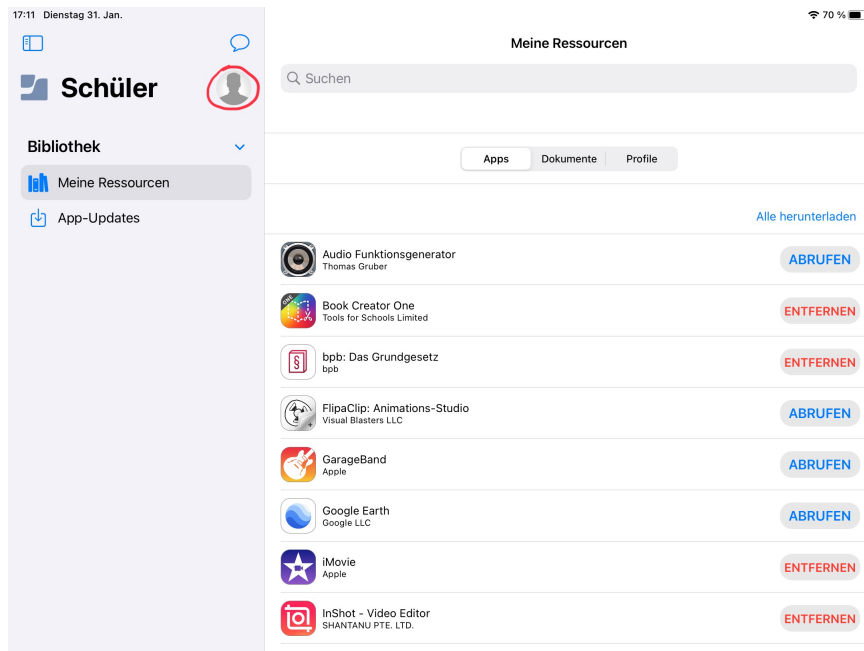 17:11 Dienstag 31. Jan.
70 %
Schüler
Bibliothek
Meine Ressourcen
App-Updates
Meine Ressourcen
Suchen
Apps Dokumente Profile
Alle herunterladen
Audio Funktionsgenerator
Thomas Gruber
ABRUFEN
ONE
Book Creator One
Tools for Schools Limited
ENTFERNEN
§
bpb: Das Grundgesetz
bpb
ENTFERNEN
FlipaClip: Animations-Studio
Visual Blasters LLC
ABRUFEN
GarageBand
Apple
ABRUFEN
Google Earth
Google LLC
ABRUFEN
iMovie
Apple
ENTFERNEN
InShot - Video Editor
SHANTANU PTE. LTD.
ENTFERNEN